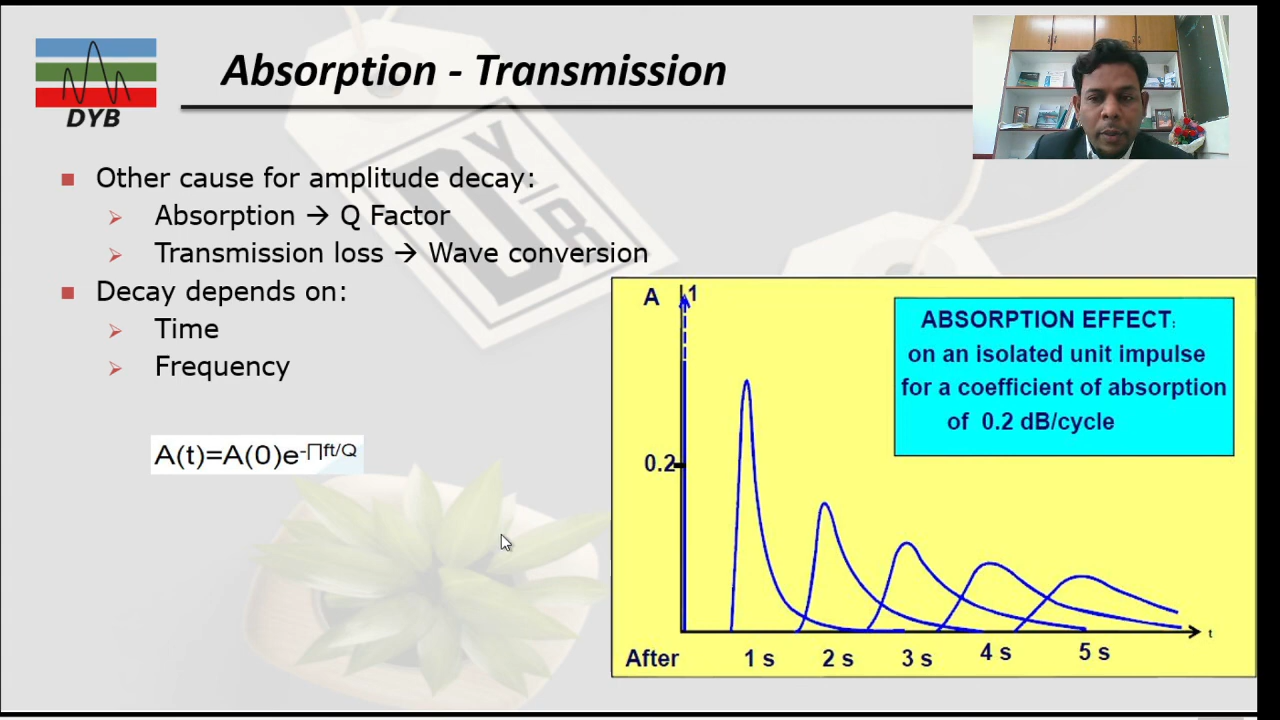 Absorption - Transmission
DYB
DYB
Other cause for amplitude decay:
Absorption → Q Factor
Transmission loss → Wave conversion
Decay depends on:
Time
Frequency
A(t)=A(0)e-∏ft/Q
A 1
ABSORPTION EFFECT:
on an isolated unit impulse
for a coefficient of absorption
of 0.2 dB/cycle
0.2
t
After 1 s 2 s 3 s 4 s 5 s